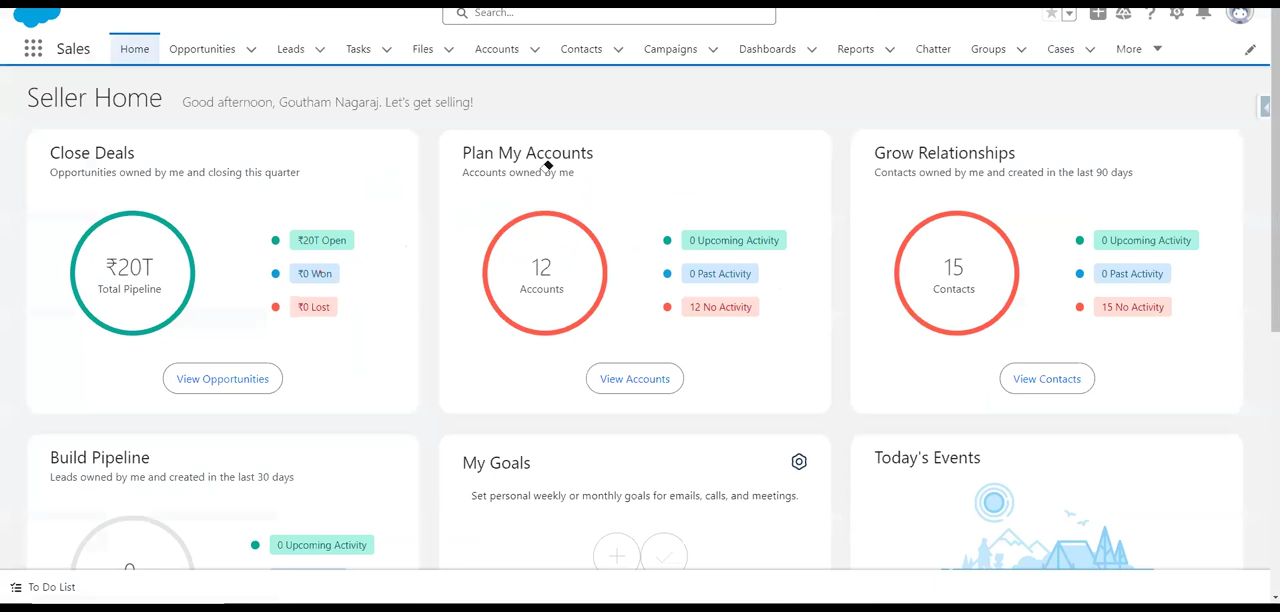 Search...
Sales Home Opportunities Leads Tasks Files Accounts Contacts Campaigns Dashboards Reports Chatter Groups Cases More
Seller Home Good afternoon, Goutham Nagaraj. Let's get selling!
Close Deals
Opportunities owned by me and closing this quarter
₹20T
Total Pipeline
₹20T Open
₹0 Won
₹0 Lost
View Opportunities
Plan My Accounts
Accounts owned by me
12
Accounts
0 Upcoming Activity
0 Past Activity
12 No Activity
View Accounts
Grow Relationships
Contacts owned by me and created in the last 90 days
15
Contacts
0 Upcoming Activity
0 Past Activity
15 No Activity
View Contacts
Build Pipeline
Leads owned by me and created in the last 30 days
0 Upcoming Activity
My Goals
Set personal weekly or monthly goals for emails, calls, and meetings.
Today's Events
To Do List